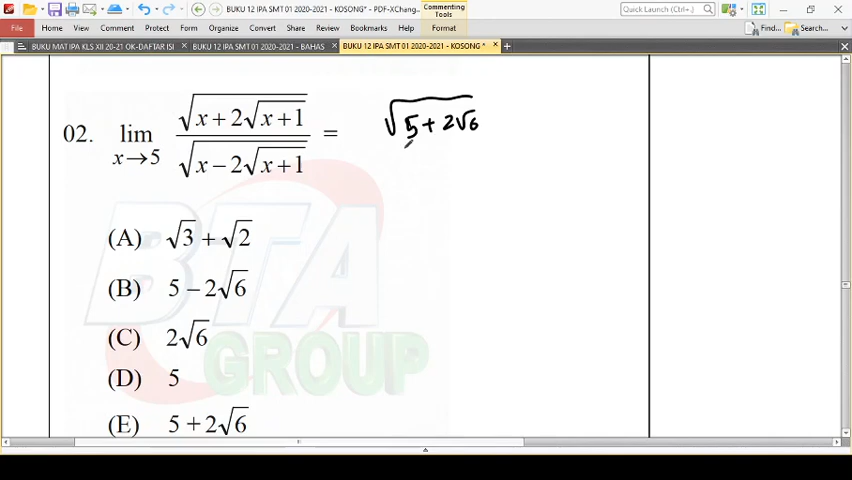 BUKU 12 IPA SMT 01 2020-2021 - KOSONG* - PDF-XChang...
Commenting Tools
Quick Launch (Ctrl+.)
File Home View Comment Protect Form Organize Convert Share Review Bookmarks Help Format Find... Search...
BUKU MAT IPA KLS XII 20-21 OK-DAFTAR ISI × BUKU 12 IPA SMT 01 2020-2021 - BAHAS × BUKU 12 IPA SMT 01 2020-2021 - KOSONG * ×
02. lim x→5 √(x+2√(x+1)) / √(x−2√(x+1)) = √(5+2√6
(A) √3 + √2
(B) 5 − 2√6
(C) 2√6
(D) 5
(E) 5 + 2√6
BTA
GROUP